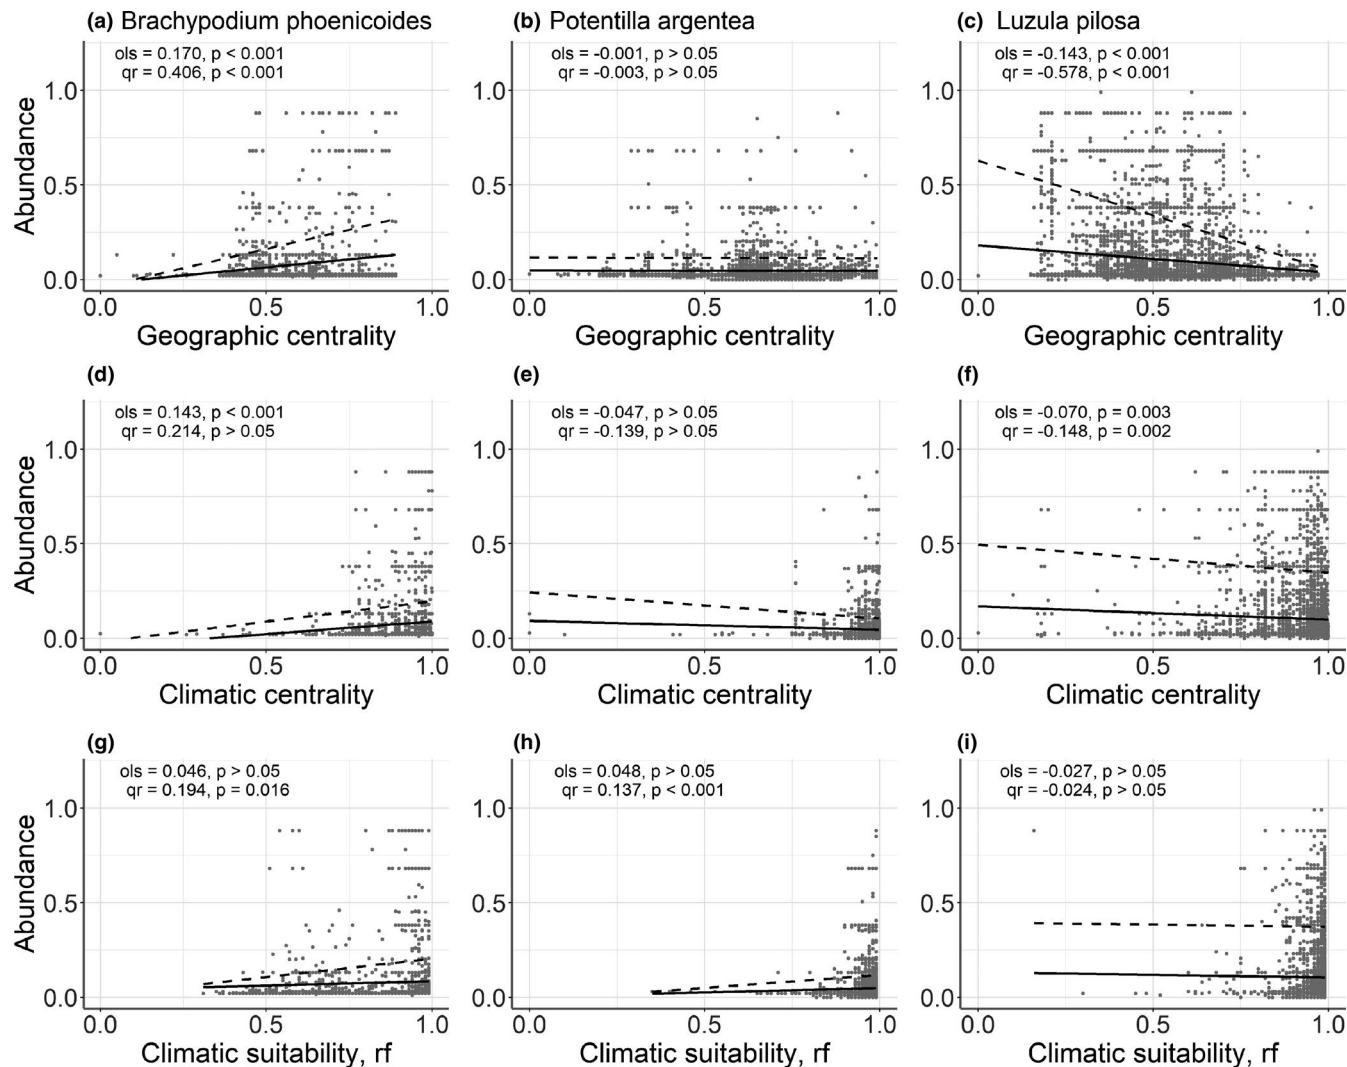 (a) Brachypodium phoenicoides
(b) Potentilla argentea
(c) Luzula pilosa
ols = 0.170, p < 0.001
qr = 0.406, p < 0.001
ols = -0.001, p > 0.05
qr = -0.003, p > 0.05
ols = -0.143, p < 0.001
qr = -0.578, p < 0.001
Abundance
1.0
0.5
0.0
1.0
0.5
0.0
1.0
0.5
0.0
0.0 0.5 1.0
0.0 0.5 1.0
0.0 0.5 1.0
Geographic centrality
Geographic centrality
Geographic centrality
(d)
(e)
(f)
ols = 0.143, p < 0.001
qr = 0.214, p > 0.05
ols = -0.047, p > 0.05
qr = -0.139, p > 0.05
ols = -0.070, p = 0.003
qr = -0.148, p = 0.002
Abundance
1.0
0.5
0.0
1.0
0.5
0.0
1.0
0.5
0.0
0.0 0.5 1.0
0.0 0.5 1.0
0.0 0.5 1.0
Climatic centrality
Climatic centrality
Climatic centrality
(g)
(h)
(i)
ols = 0.046, p > 0.05
qr = 0.194, p = 0.016
ols = 0.048, p > 0.05
qr = 0.137, p < 0.001
ols = -0.027, p > 0.05
qr = -0.024, p > 0.05
Abundance
1.0
0.5
0.0
1.0
0.5
0.0
1.0
0.5
0.0
0.0 0.5 1.0
0.0 0.5 1.0
0.0 0.5 1.0
Climatic suitability, rf
Climatic suitability, rf
Climatic suitability, rf